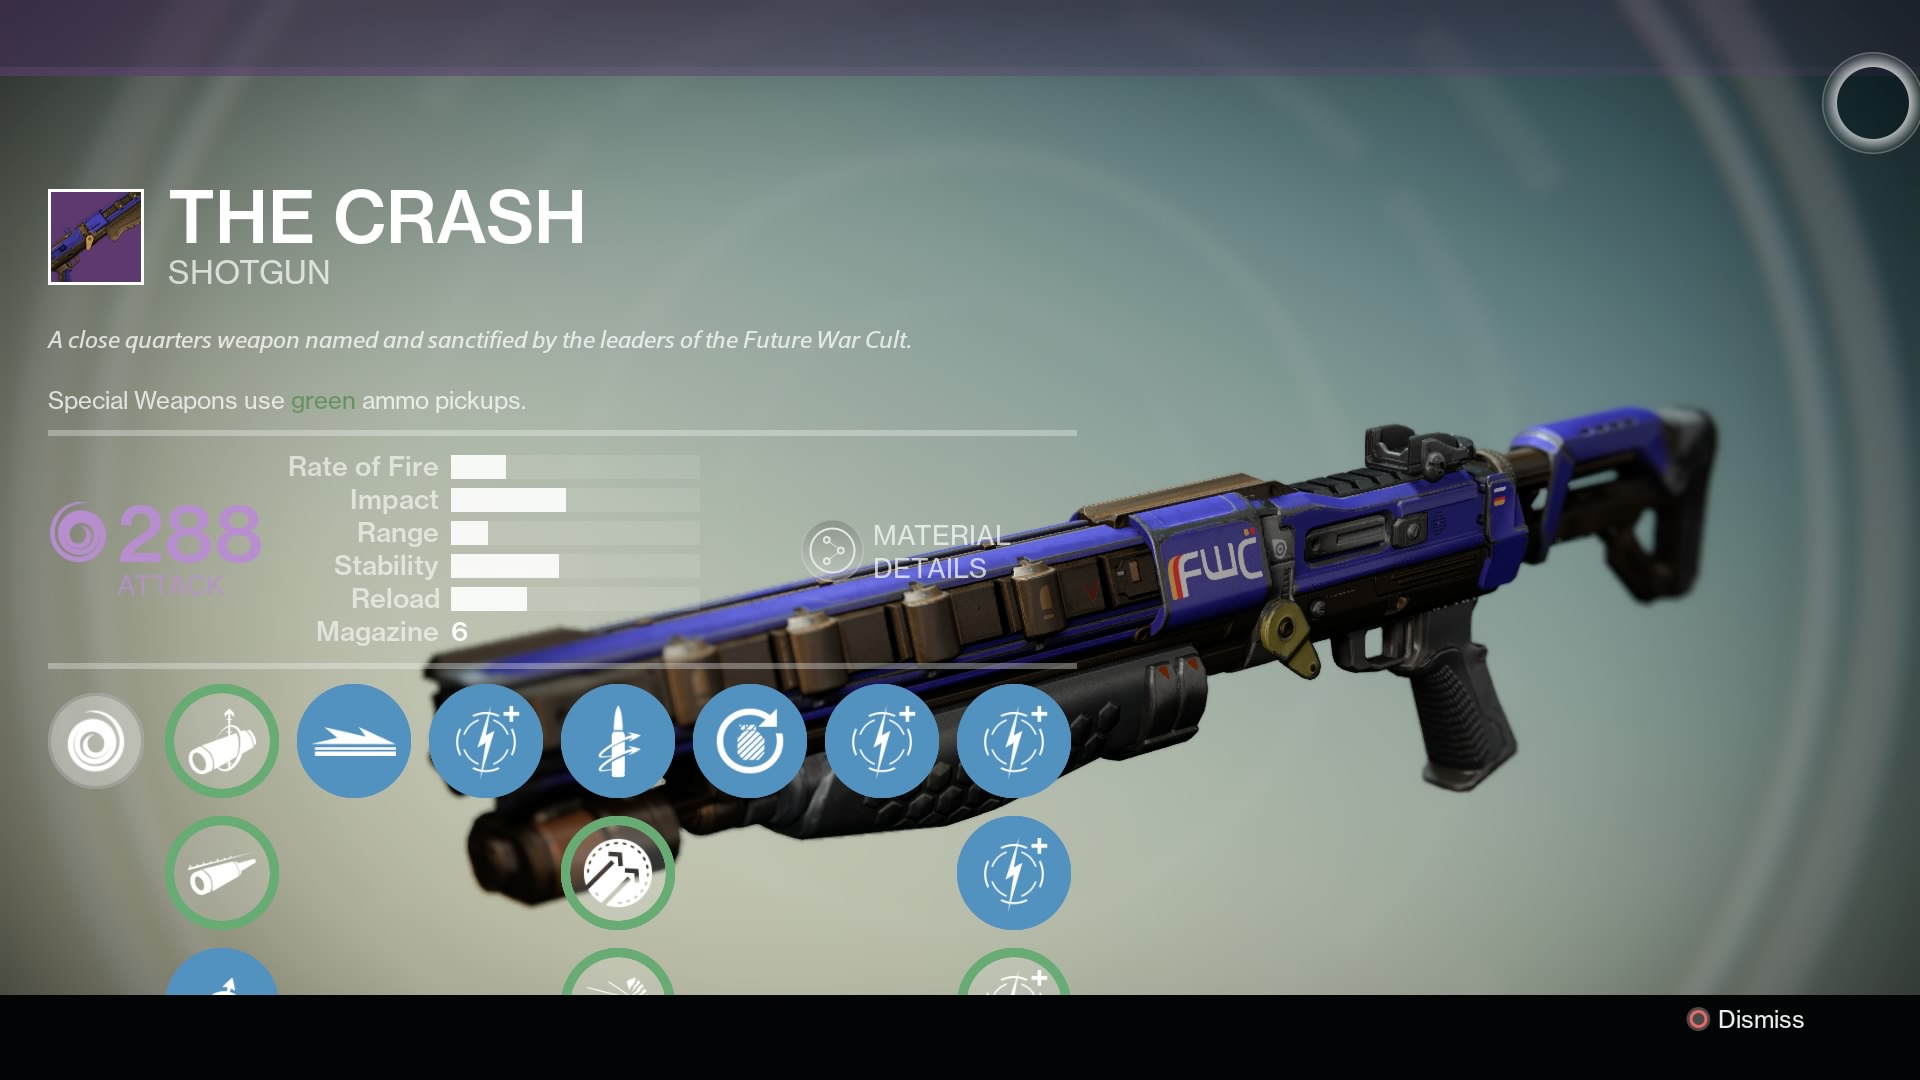 THE CRASH
SHOTGUN
A close quarters weapon named and sanctified by the leaders of the Future War Cult.
Special Weapons use green ammo pickups.
288
ATTACK
Rate of Fire
Impact
Range
Stability
Reload
Magazine 6
MATERIAL
DETAILS
FWC
Dismiss